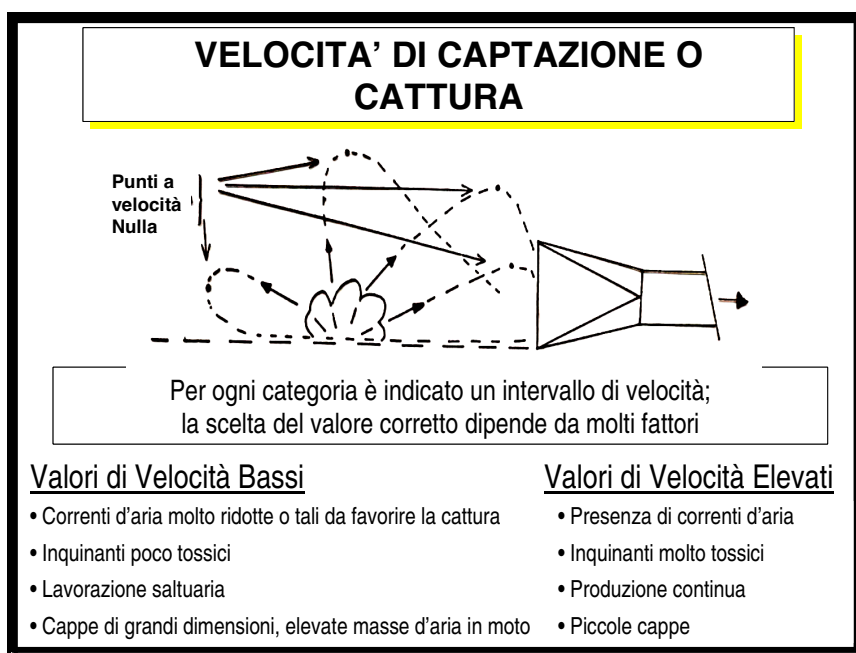 VELOCITA’ DI CAPTAZIONE O
CATTURA
Punti a
velocità
Nulla
Per ogni categoria è indicato un intervallo di velocità;
la scelta del valore corretto dipende da molti fattori
Valori di Velocità Bassi
• Correnti d’aria molto ridotte o tali da favorire la cattura
• Inquinanti poco tossici
• Lavorazione saltuaria
• Cappe di grandi dimensioni, elevate masse d’aria in moto
Valori di Velocità Elevati
• Presenza di correnti d’aria
• Inquinanti molto tossici
• Produzione continua
• Piccole cappe